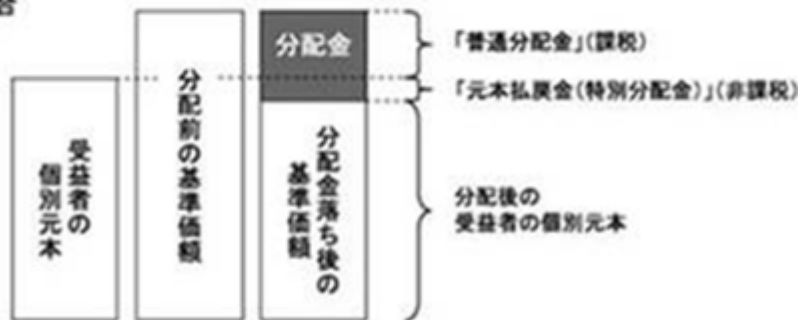 合
受益者の
個別元本
分配前の基準価額
分配金
分配金落ち後の
基準価額
「普通分配金」(課税)
「元本払戻金(特別分配金)」(非課税)
分配後の
受益者の個別元本